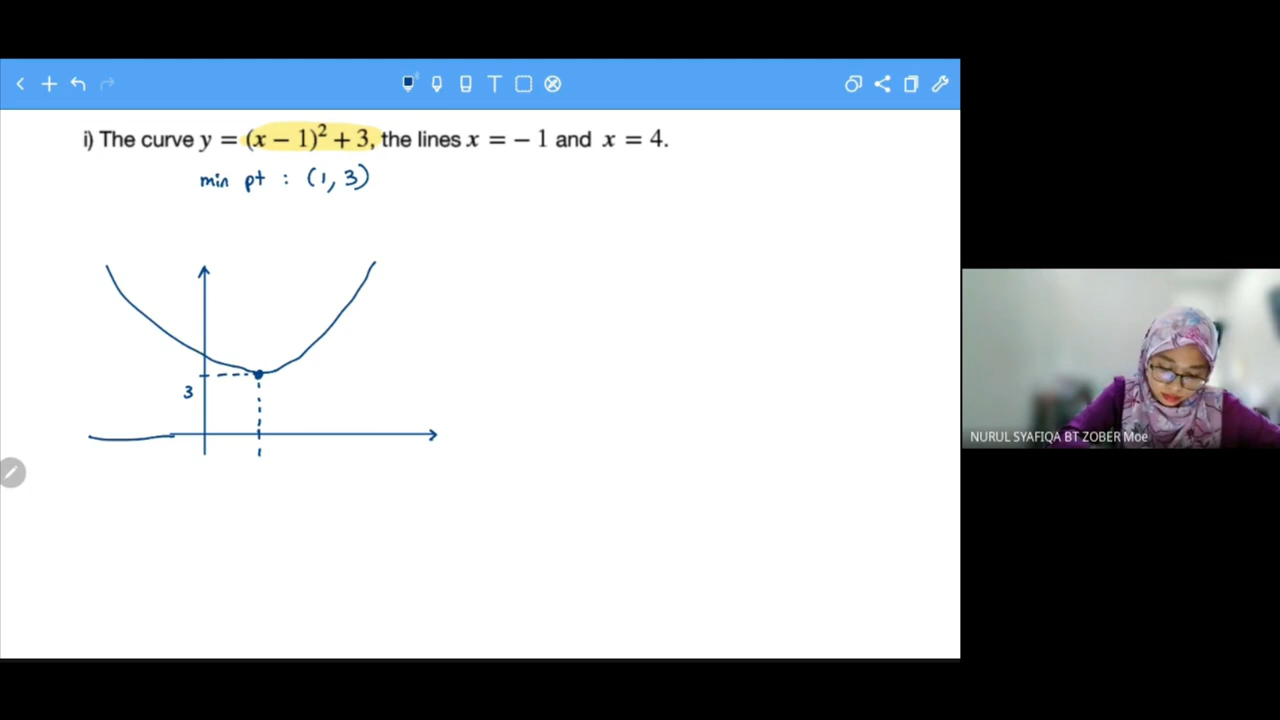 i) The curve y = (x − 1)² + 3, the lines x = − 1 and x = 4.
min pt : (1, 3)
3
NURUL SYAFIQA BT ZOBER Moe